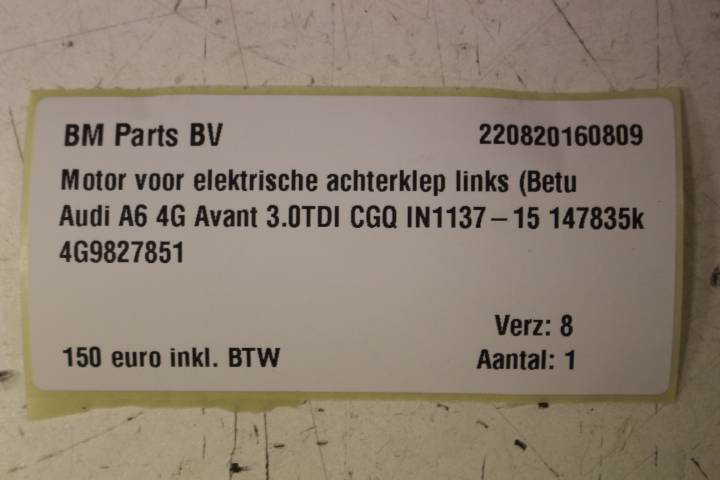 BM Parts BV 220820160809
Motor voor elektrische achterklep links (Betu
Audi A6 4G Avant 3.0TDI CGQ IN1137-15 147835k
4G9827851
Verz: 8
150 euro inkl. BTW Aantal: 1